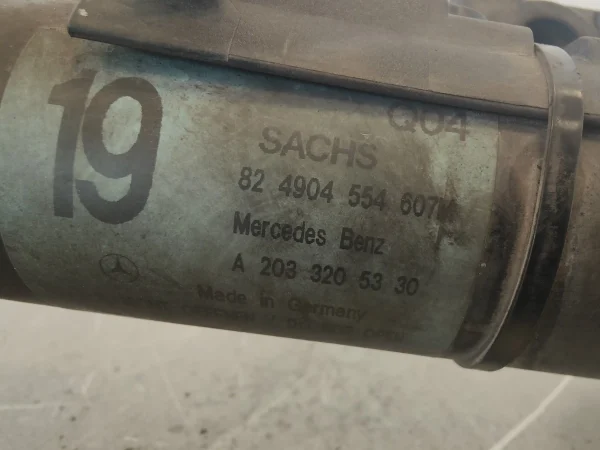 19
Q04
SACHS
82 4904 554 607
Mercedes Benz
A 203 320 53 30
Made in Germany